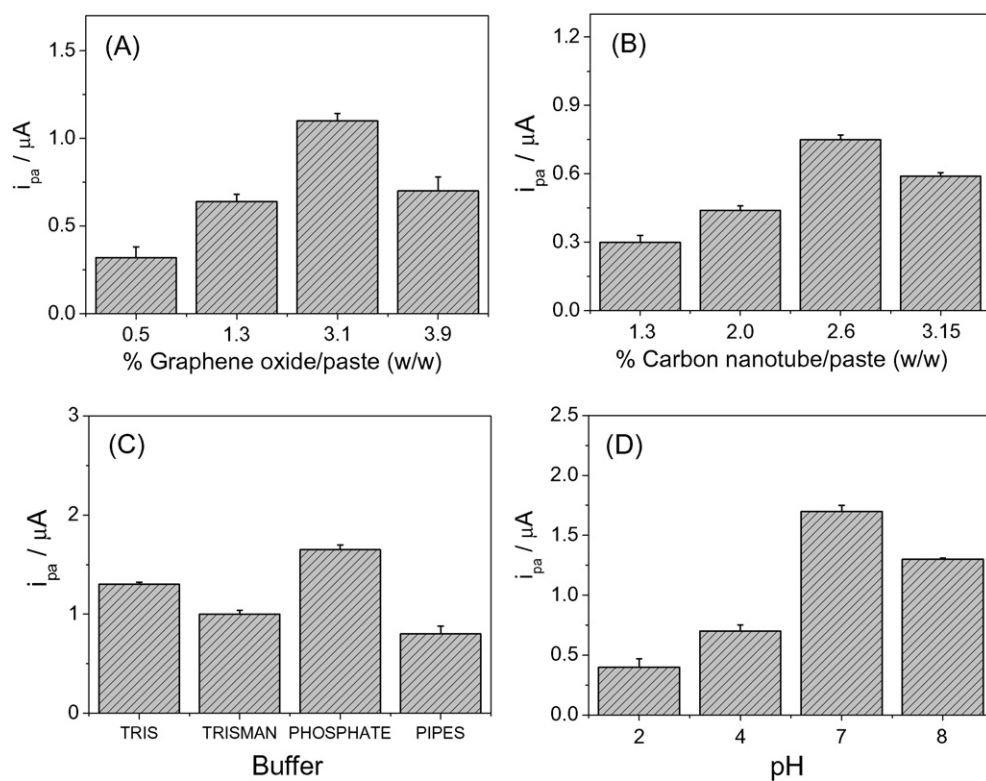 (A)
1.5
1.0
0.5
0.0
i_pa / µA
0.5 1.3 3.1 3.9
% Graphene oxide/paste (w/w)
(B)
1.2
0.9
0.6
0.3
0.0
i_pa / µA
1.3 2.0 2.6 3.15
% Carbon nanotube/paste (w/w)
(C)
3
2
1
0
i_pa / µA
TRIS TRISMAN PHOSPHATE PIPES
Buffer
(D)
2.5
2.0
1.5
1.0
0.5
0.0
i_pa / µA
2 4 7 8
pH